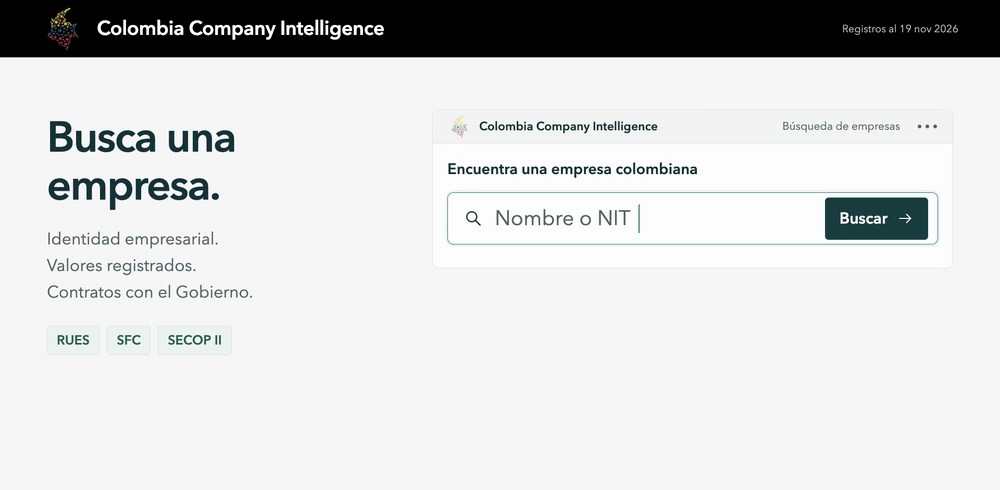 Colombia Company Intelligence
Registros al 19 nov 2026
Busca una
empresa.
Identidad empresarial.
Valores registrados.
Contratos con el Gobierno.
RUES
SFC
SECOP II
Colombia Company Intelligence
Búsqueda de empresas
Encuentra una empresa colombiana
Nombre o NIT
Buscar